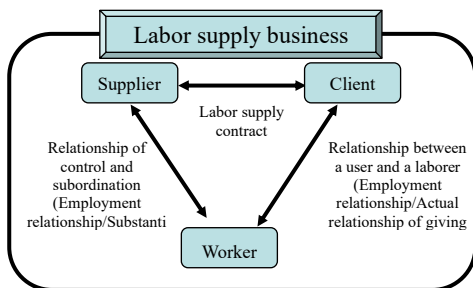 Labor supply business
Supplier
Client
Labor supply
contract
Relationship of
control and
subordination
(Employment
relationship/Substanti
Relationship between
a user and a laborer
(Employment
relationship/Actual
relationship of giving
Worker